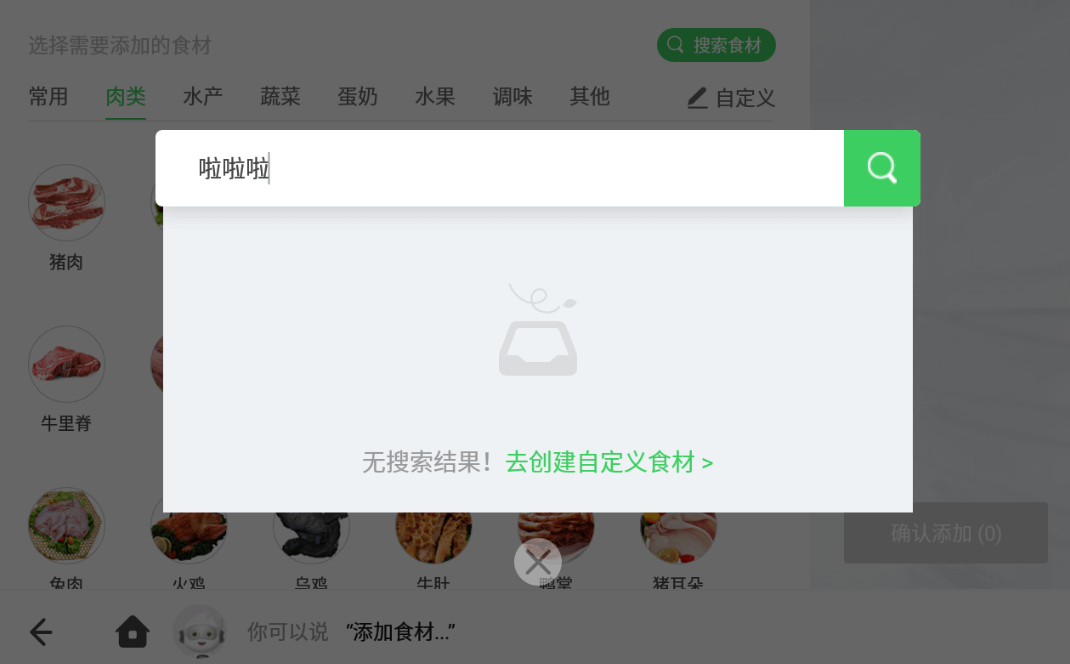 选择需要添加的食材
搜索食材
常用 肉类 水产 蔬菜 蛋奶 水果 调味 其他 自定义
啦啦啦
猪肉
无搜索结果！去创建自定义食材 >
牛里脊
确认添加 (0)
兔肉 火鸡 乌鸡 牛肚 鸭掌 猪耳朵
你可以说 “添加食材...”